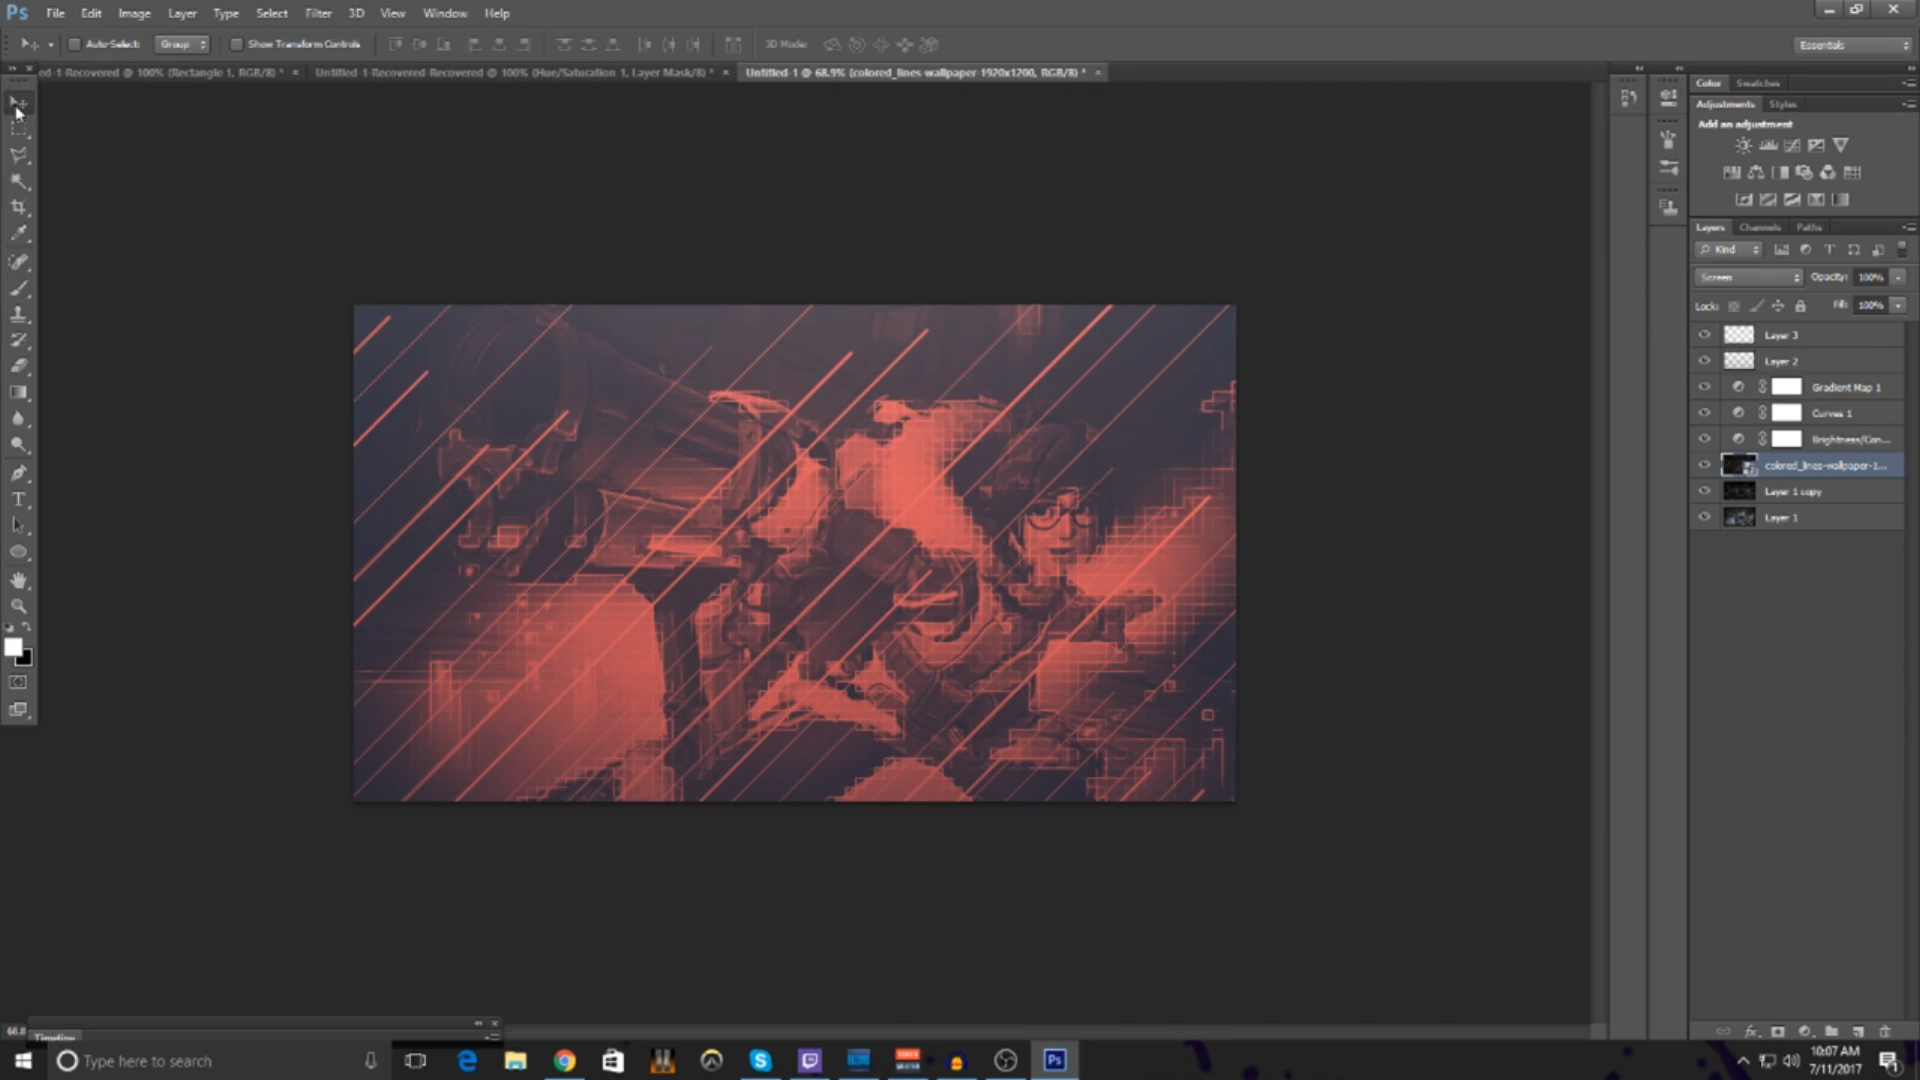 Ps File Edit Image Layer Type Select Filter 3D View Window Help
Auto-Select: Group Show Transform Controls 3D Mode: Essentials
ed-1-Recovered @ 100% (Rectangle 1, RGB/8) * × Untitled-1-Recovered-Recovered @ 100% (Hue/Saturation 1, Layer Mask/8) * × Untitled-1 @ 68.9% (colored_lines-wallpaper-1920x1200, RGB/8) * ×
Color Swatches
Adjustments Styles
Add an adjustment
Layers Channels Paths
Kind
Screen Opacity: 100%
Lock: Fill: 100%
Layer 3
Layer 2
Gradient Map 1
Curves 1
Brightness/Con...
colored_lines-wallpaper-1...
Layer 1 copy
Layer 1
Timeline
Type here to search
Ps
10:07 AM
7/11/2017